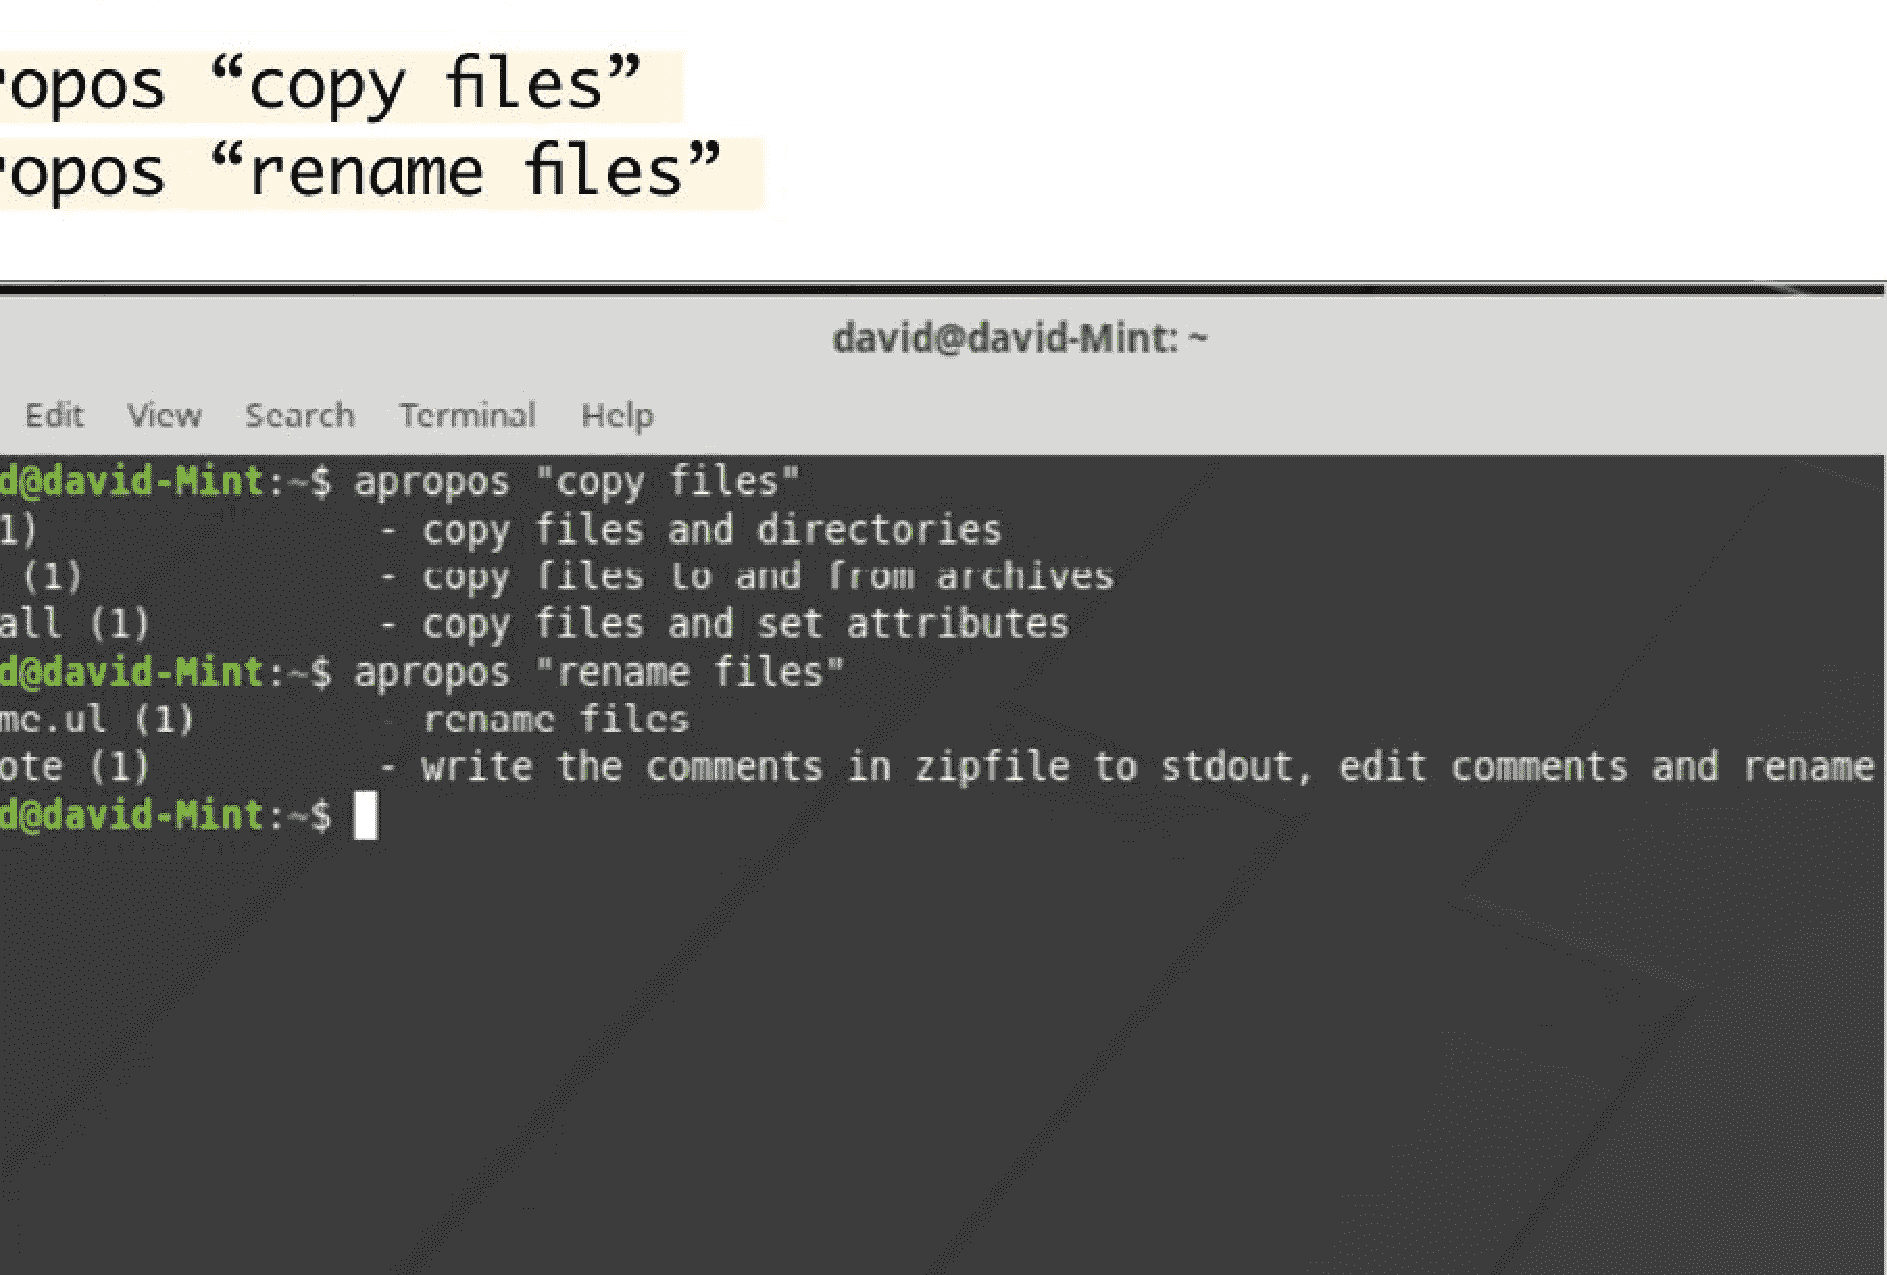 ropos “copy files”
ropos “rename files”
david@david-Mint: ~
Edit View Search Terminal Help
d@david-Mint:~$ apropos "copy files"
1) - copy files and directories
(1) - copy files to and from archives
all (1) - copy files and set attributes
d@david-Mint:~$ apropos "rename files"
me.ul (1) - rename files
ote (1) - write the comments in zipfile to stdout, edit comments and rename
d@david-Mint:~$